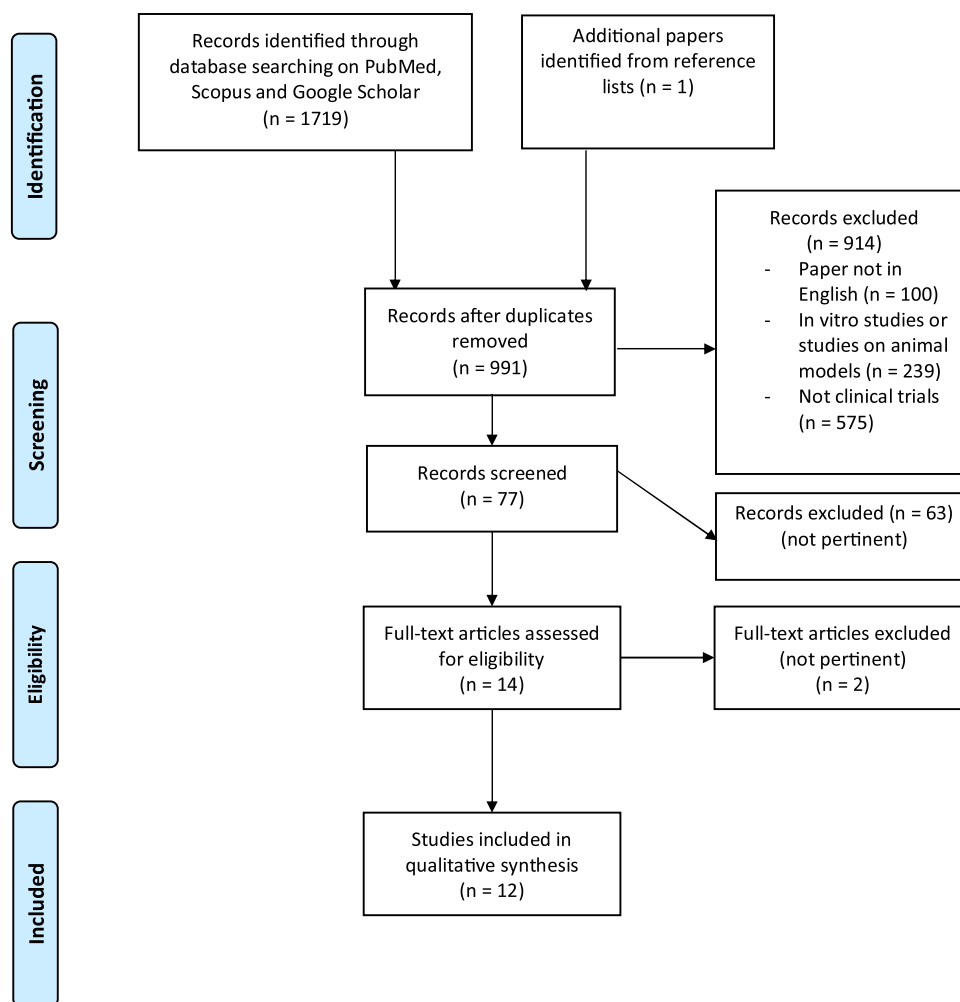 Identification
Records identified through
database searching on PubMed,
Scopus and Google Scholar
(n = 1719)
Additional papers
identified from reference
lists (n = 1)
Records excluded
(n = 914)
- Paper not in
English (n = 100)
- In vitro studies or
studies on animal
models (n = 239)
- Not clinical trials
(n = 575)
Screening
Records after duplicates
removed
(n = 991)
Records screened
(n = 77)
Records excluded (n = 63)
(not pertinent)
Eligibility
Full-text articles assessed
for eligibility
(n = 14)
Full-text articles excluded
(not pertinent)
n = 2)
Included
Studies included in
qualitative synthesis
(n = 12)